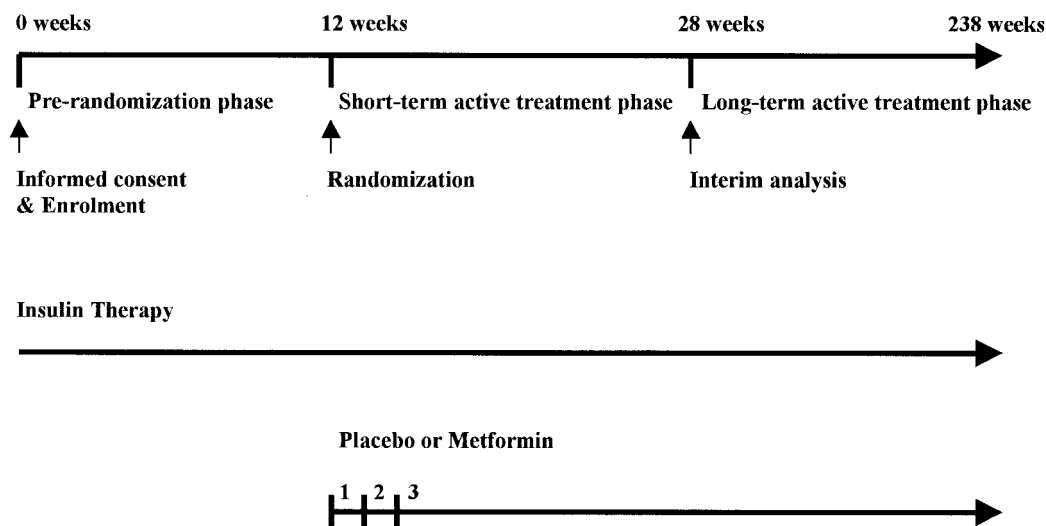 0 weeks 12 weeks 28 weeks 238 weeks
Pre-randomization phase Short-term active treatment phase Long-term active treatment phase
Informed consent Randomization Interim analysis
& Enrolment
Insulin Therapy
Placebo or Metformin
1 2 3